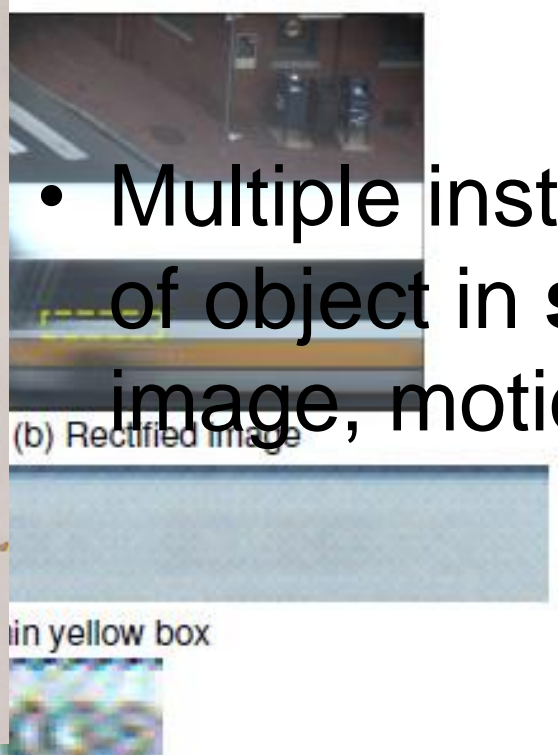 • Multiple inst
of object in s
image, motio
(b) Rectified image
in yellow box